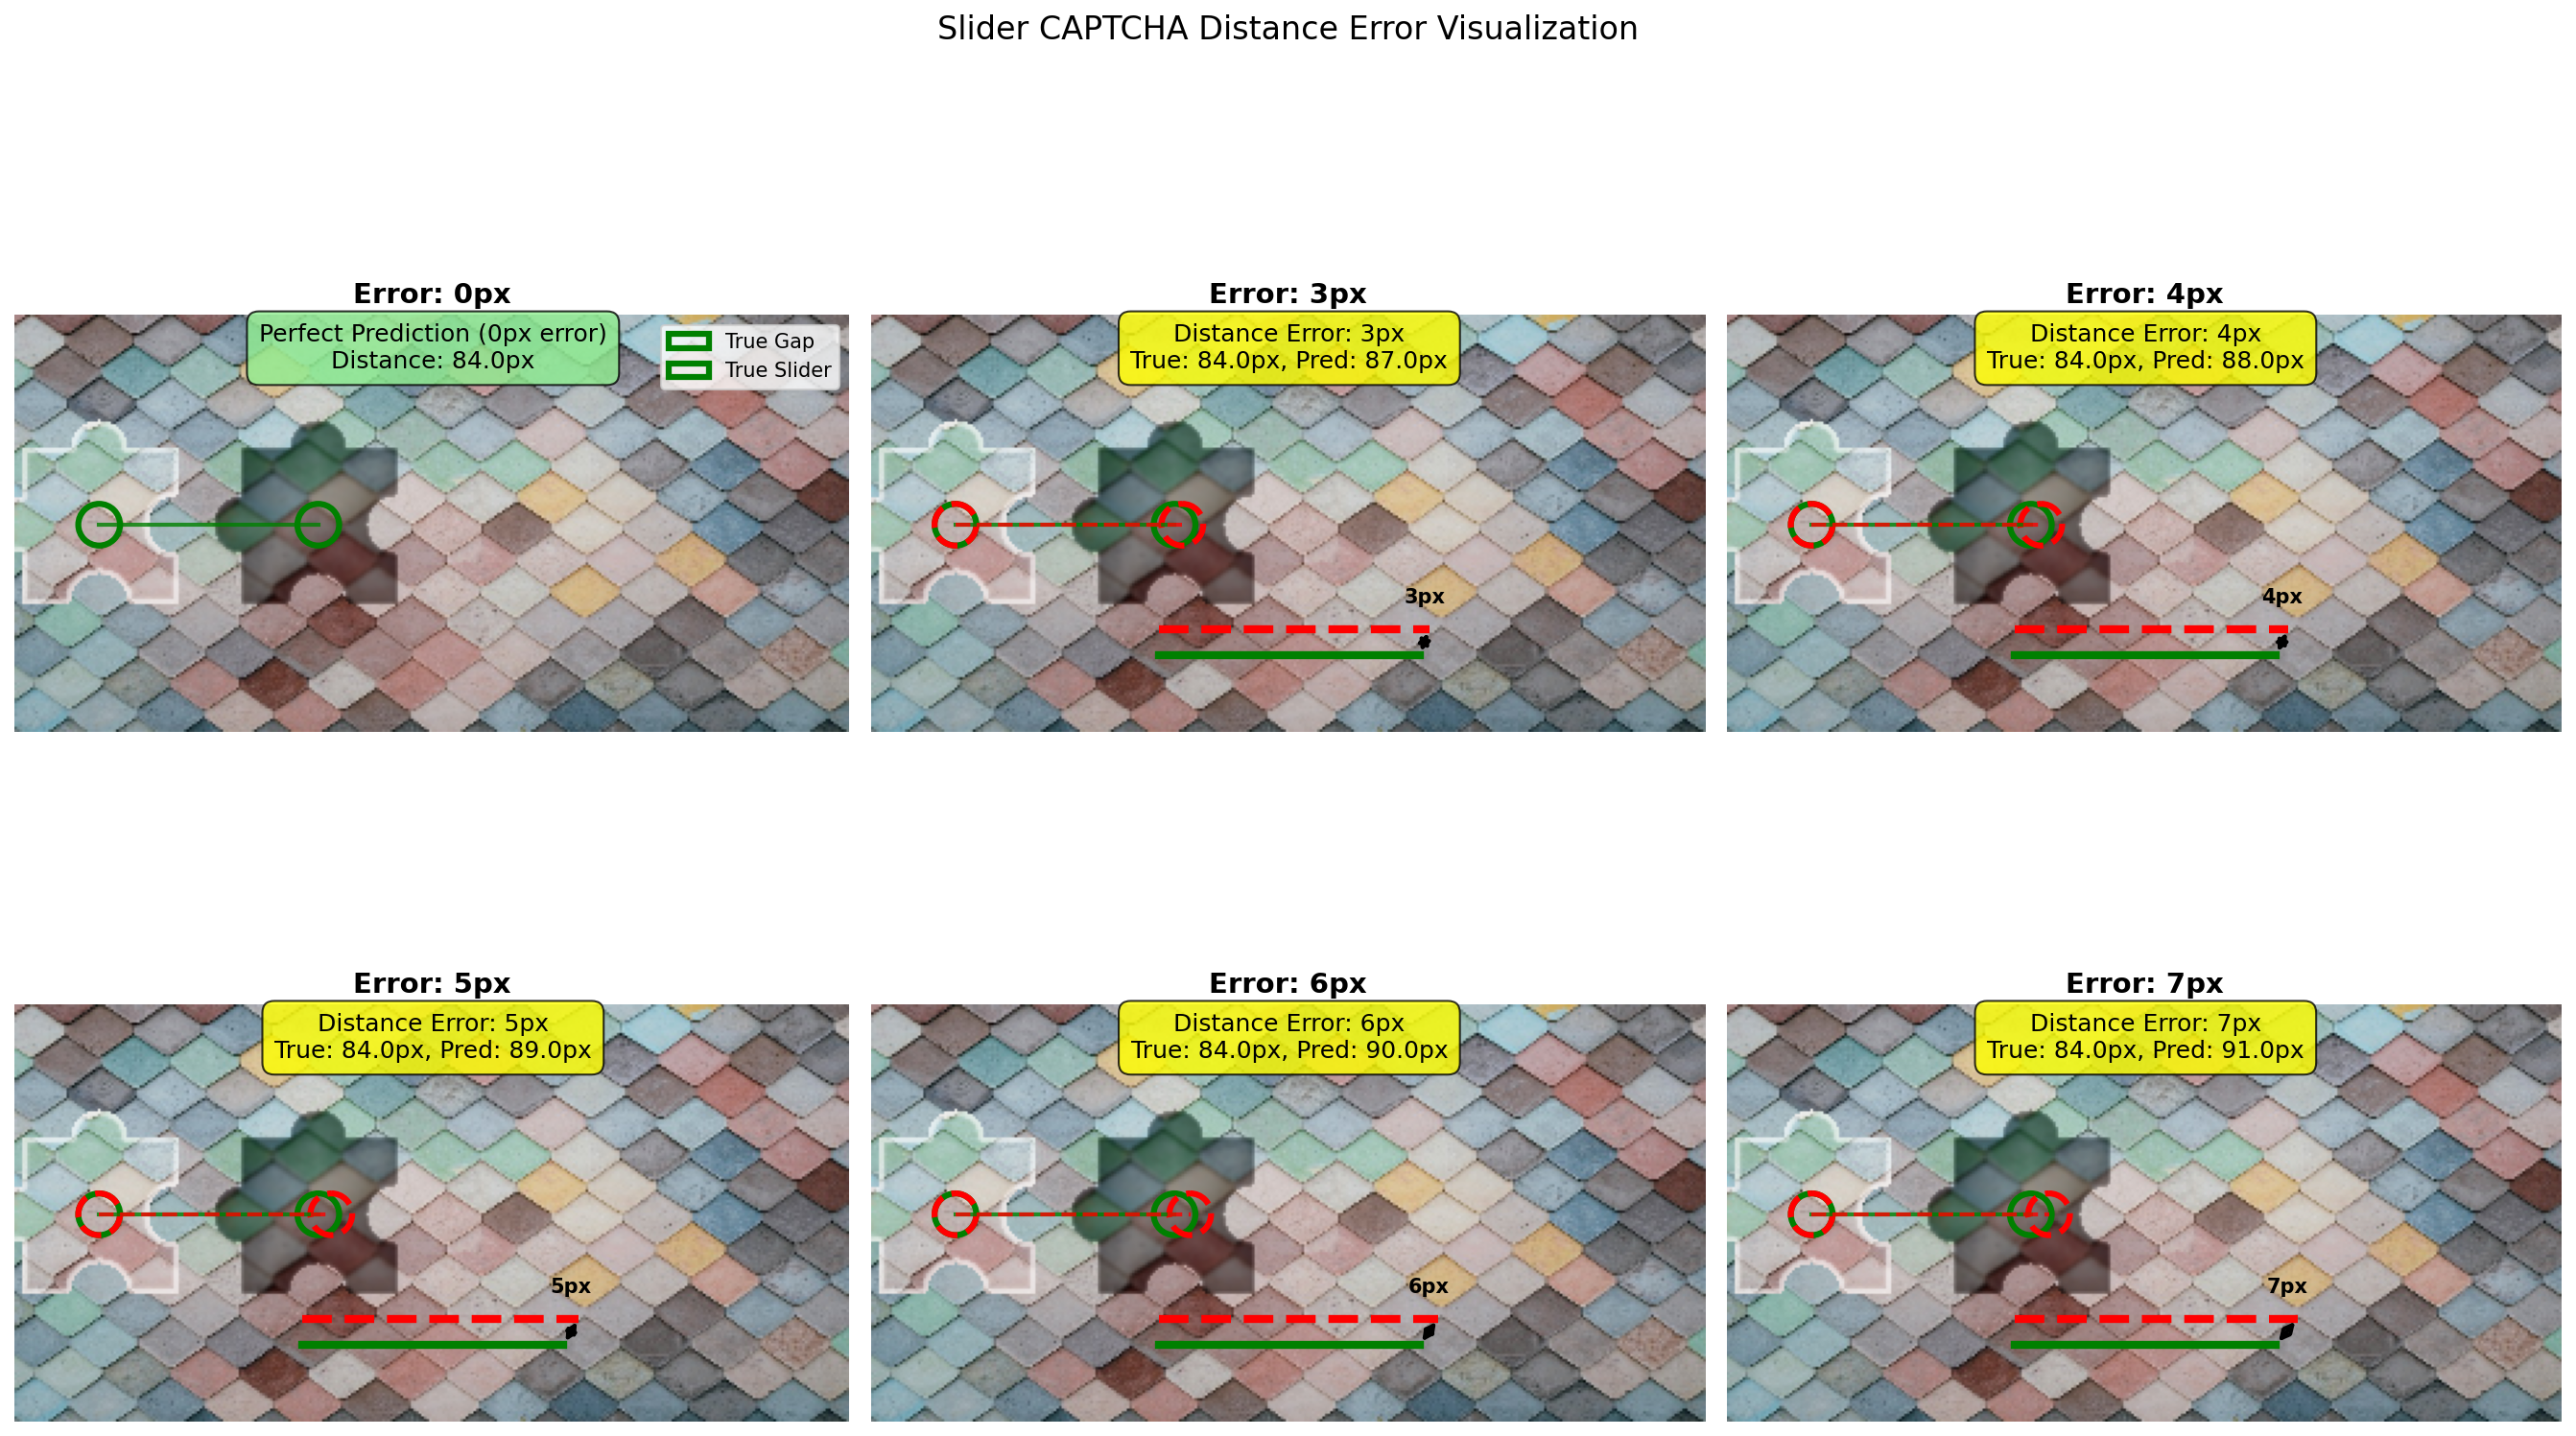 Slider CAPTCHA Distance Error Visualization
Error: 0px
Perfect Prediction (0px error)
Distance: 84.0px
True Gap
True Slider
Error: 3px
Distance Error: 3px
True: 84.0px, Pred: 87.0px
3px
Error: 4px
Distance Error: 4px
True: 84.0px, Pred: 88.0px
4px
Error: 5px
Distance Error: 5px
True: 84.0px, Pred: 89.0px
5px
Error: 6px
Distance Error: 6px
True: 84.0px, Pred: 90.0px
6px
Error: 7px
Distance Error: 7px
True: 84.0px, Pred: 91.0px
7px